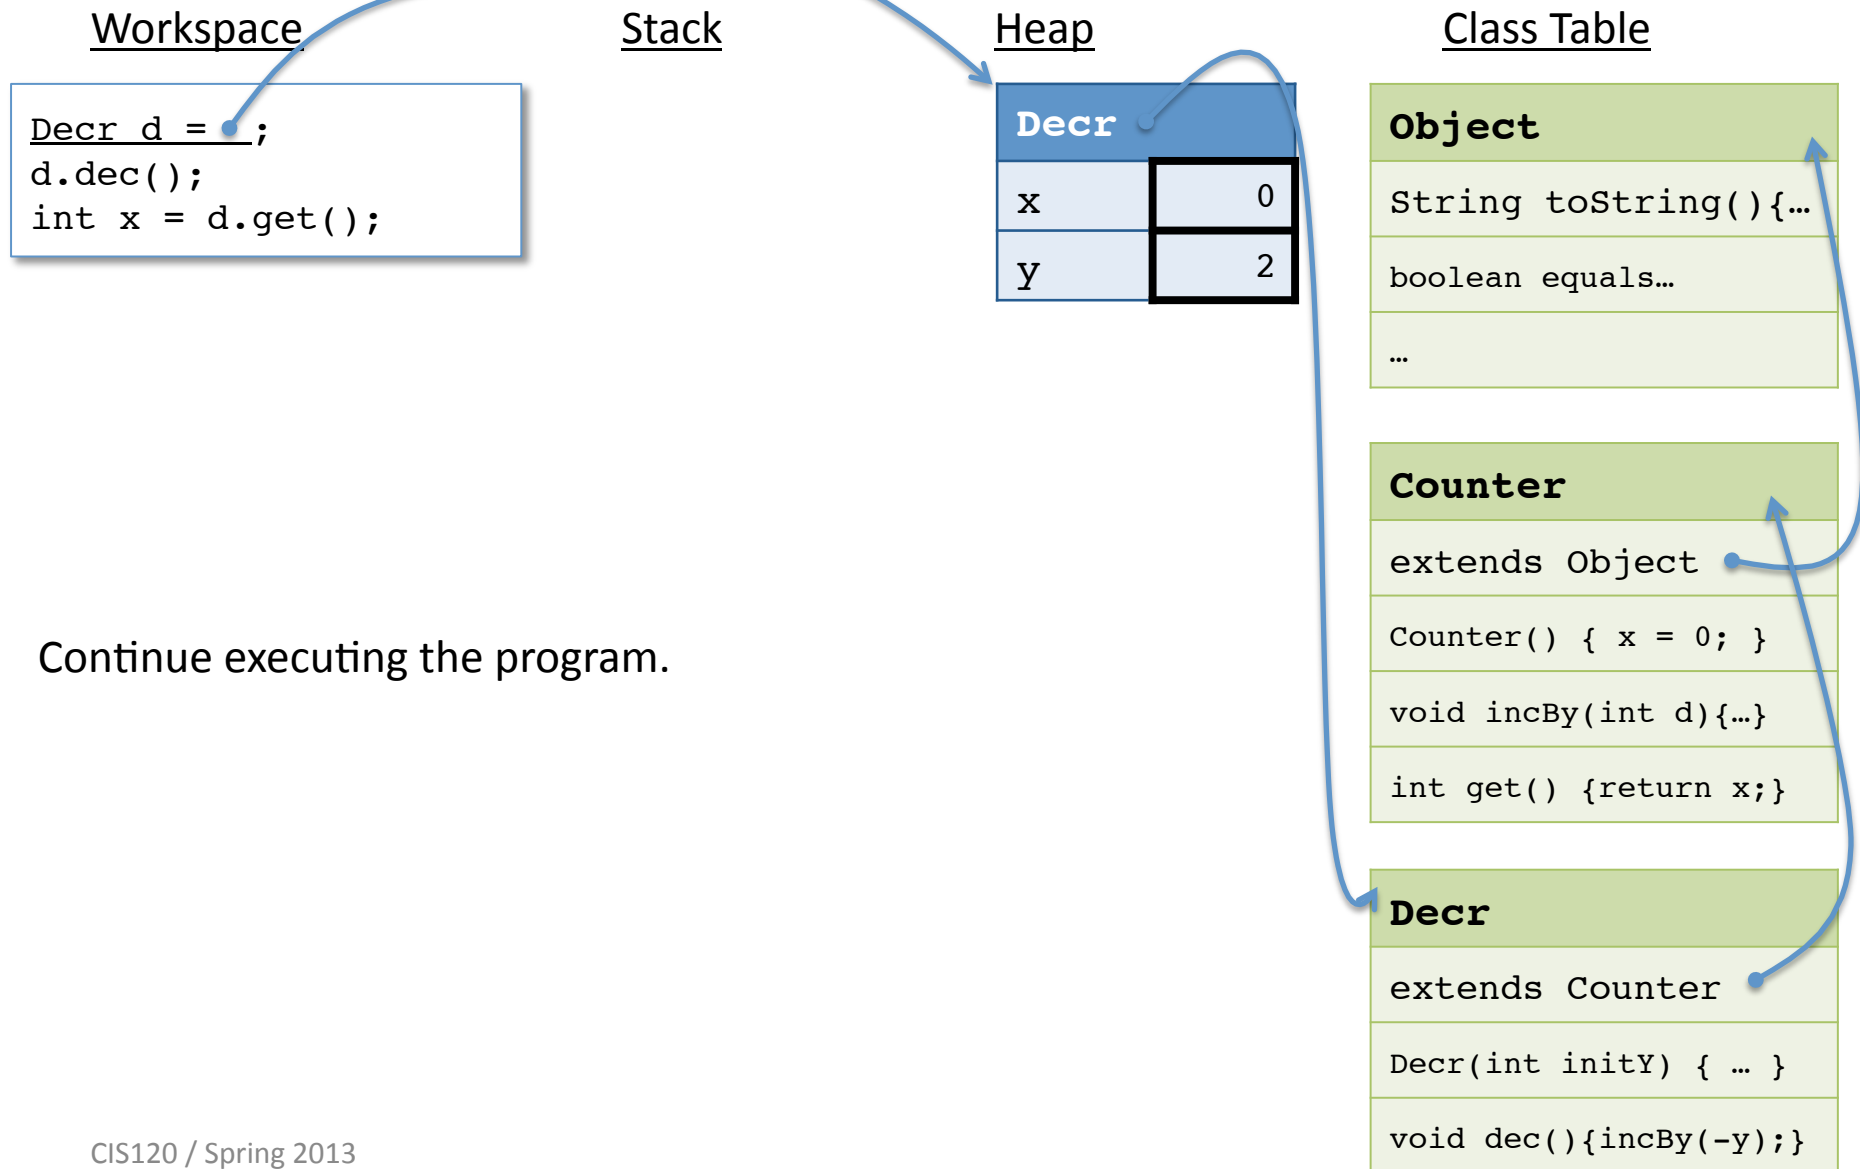 Workspace
Stack
Heap
Class Table
Decr d =   ;
d.dec();
int x = d.get();
Decr
x 0
y 2
Object
String toString(){…
boolean equals…
…
Counter
extends Object
Counter() { x = 0; }
void incBy(int d){…}
int get() {return x;}
Decr
extends Counter
Decr(int initY) { … }
void dec(){incBy(-y);}
Continue executing the program.
CIS120 / Spring 2013